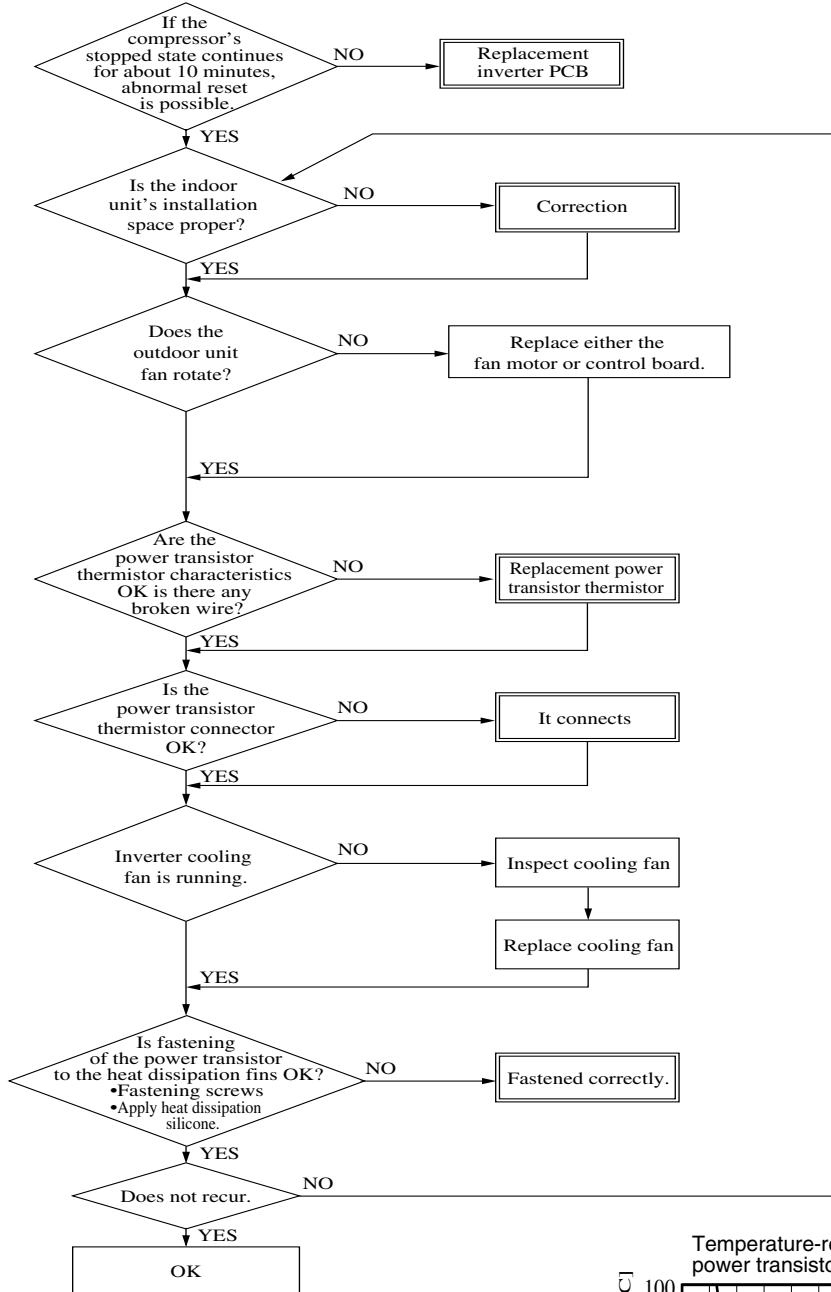 If the
compressor's
stopped state continues
for about 10 minutes,
abnormal reset
is possible.
NO
Replacement
inverter PCB
YES
Is the indoor
unit's installation
space proper?
NO
Correction
YES
Does the
outdoor unit
fan rotate?
NO
Replace either the
fan motor or control board.
YES
Are the
power transistor
thermistor characteristics
OK is there any
broken wire?
NO
Replacement power
transistor thermistor
YES
Is the
power transistor
thermistor connector
OK?
NO
It connects
YES
Inverter cooling
fan is running.
NO
Inspect cooling fan
Replace cooling fan
YES
Is fastening
of the power transistor
to the heat dissipation fins OK?
•Fastening screws
•Apply heat dissipation
silicone.
NO
Fastened correctly.
YES
Does not recur.
NO
YES
OK
Temperature-re
power transisto
C]
100